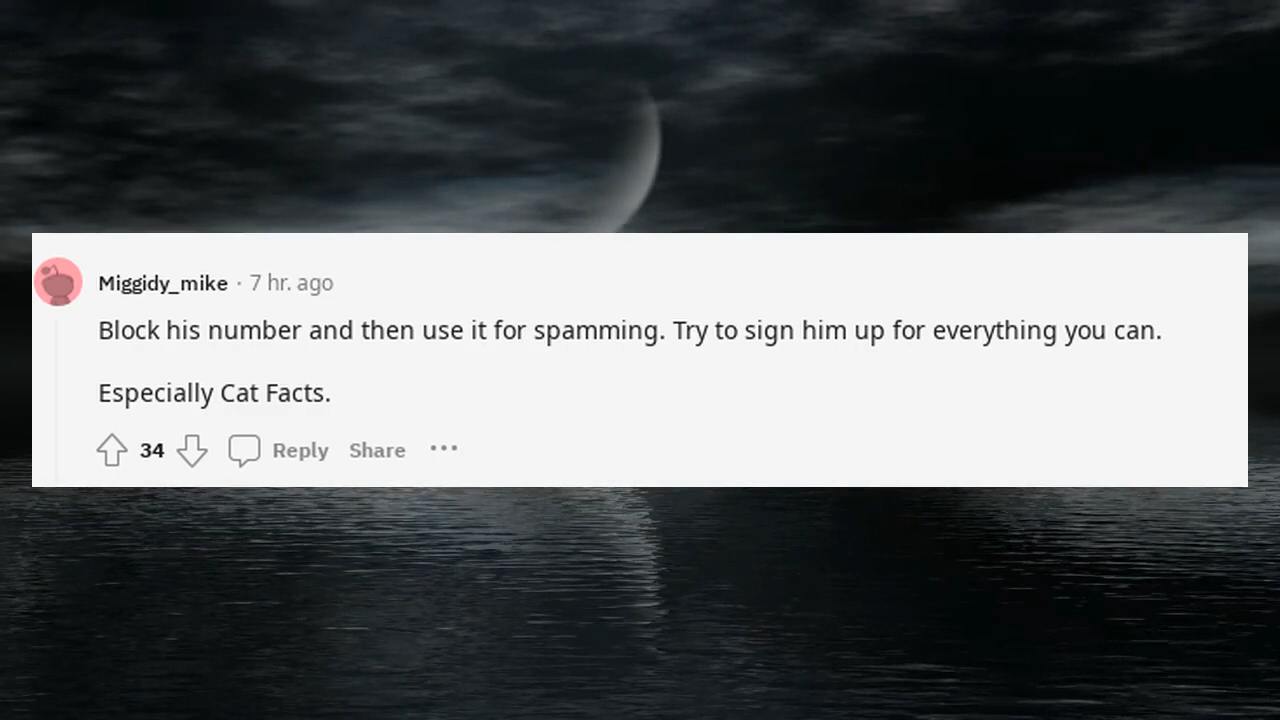 Miggidy_mike · 7 hr. ago
Block his number and then use it for spamming. Try to sign him up for everything you can.
Especially Cat Facts.
34 Reply Share ···